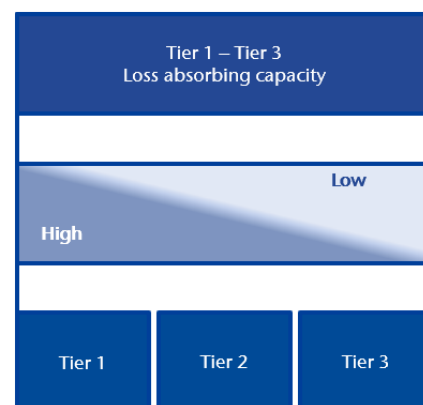 Tier 1 – Tier 3
Loss absorbing capacity
Low
High
Tier 1
Tier 2
Tier 3